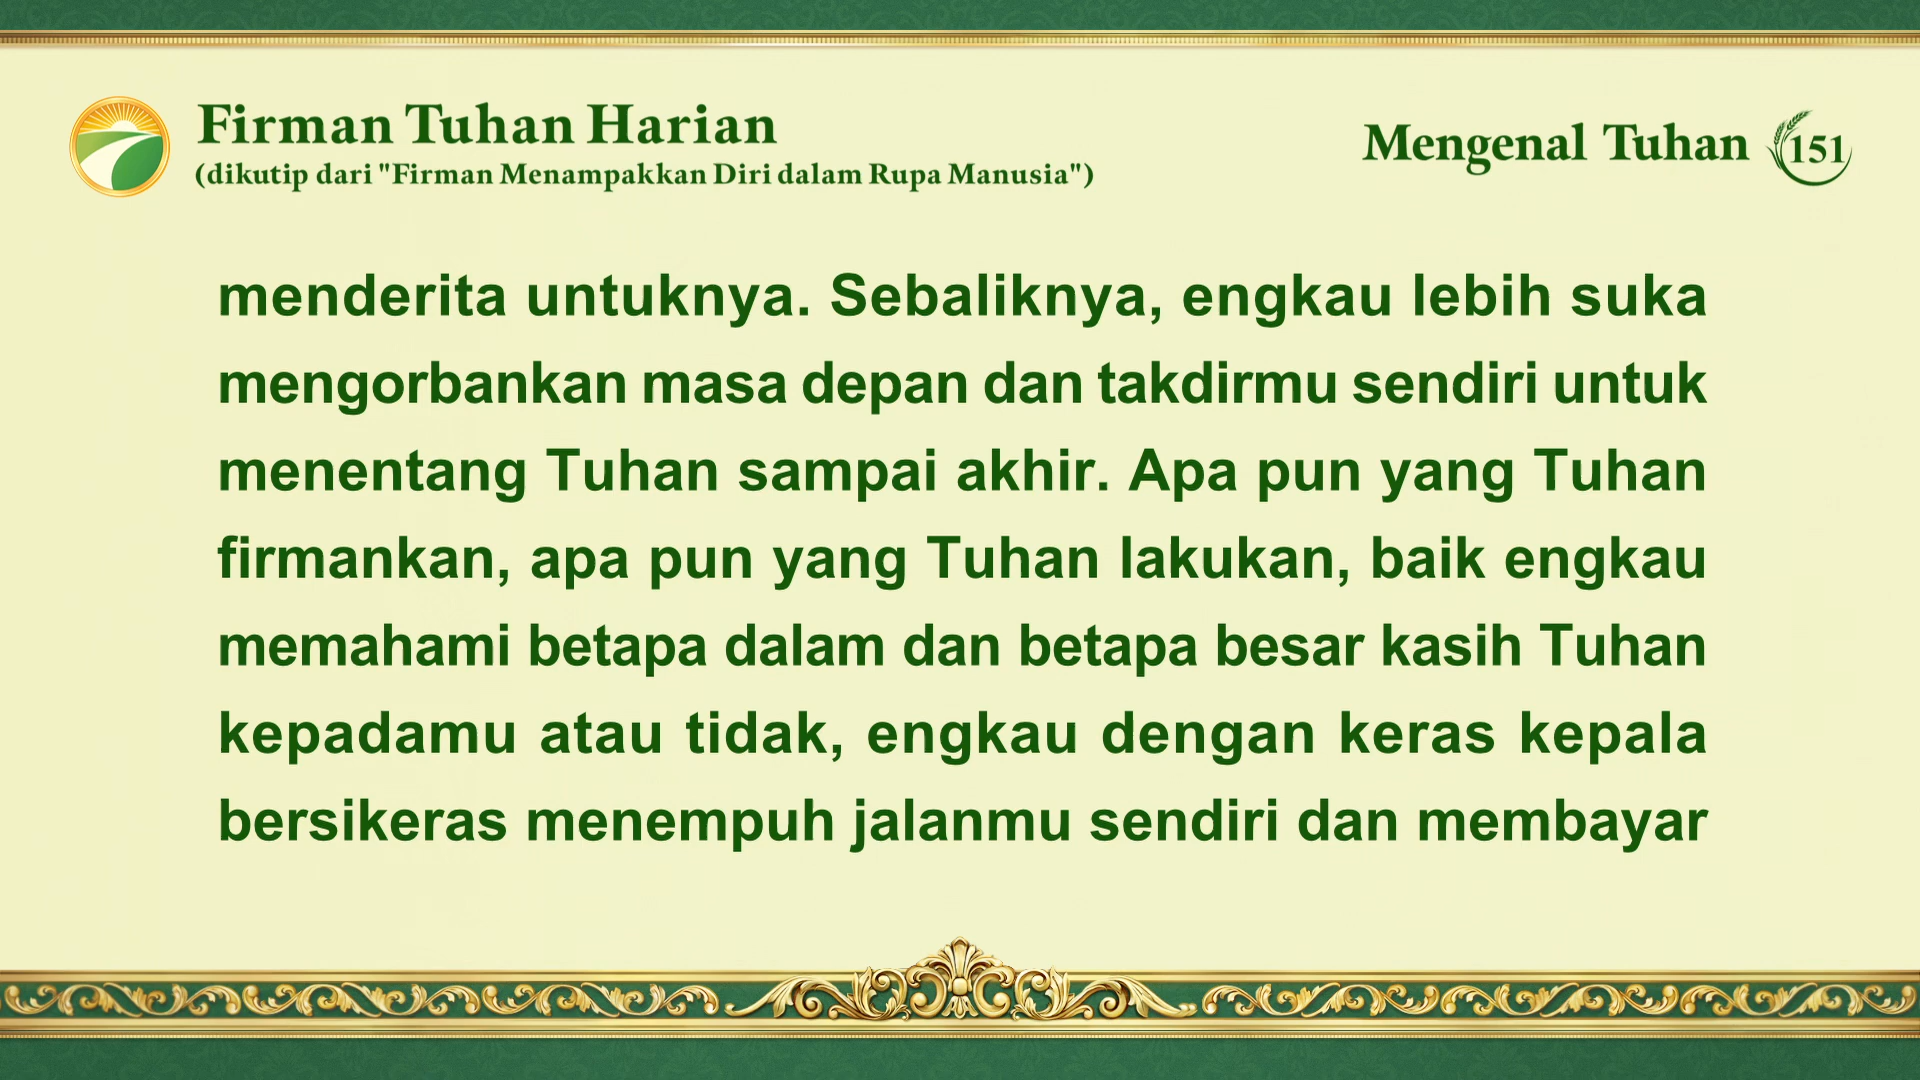 Firman Tuhan Harian
(dikutip dari "Firman Menampakkan Diri dalam Rupa Manusia")
Mengenal Tuhan 151
menderita untuknya. Sebaliknya, engkau lebih suka
mengorbankan masa depan dan takdirmu sendiri untuk
menentang Tuhan sampai akhir. Apa pun yang Tuhan
firmankan, apa pun yang Tuhan lakukan, baik engkau
memahami betapa dalam dan betapa besar kasih Tuhan
kepadamu atau tidak, engkau dengan keras kepala
bersikeras menempuh jalanmu sendiri dan membayar